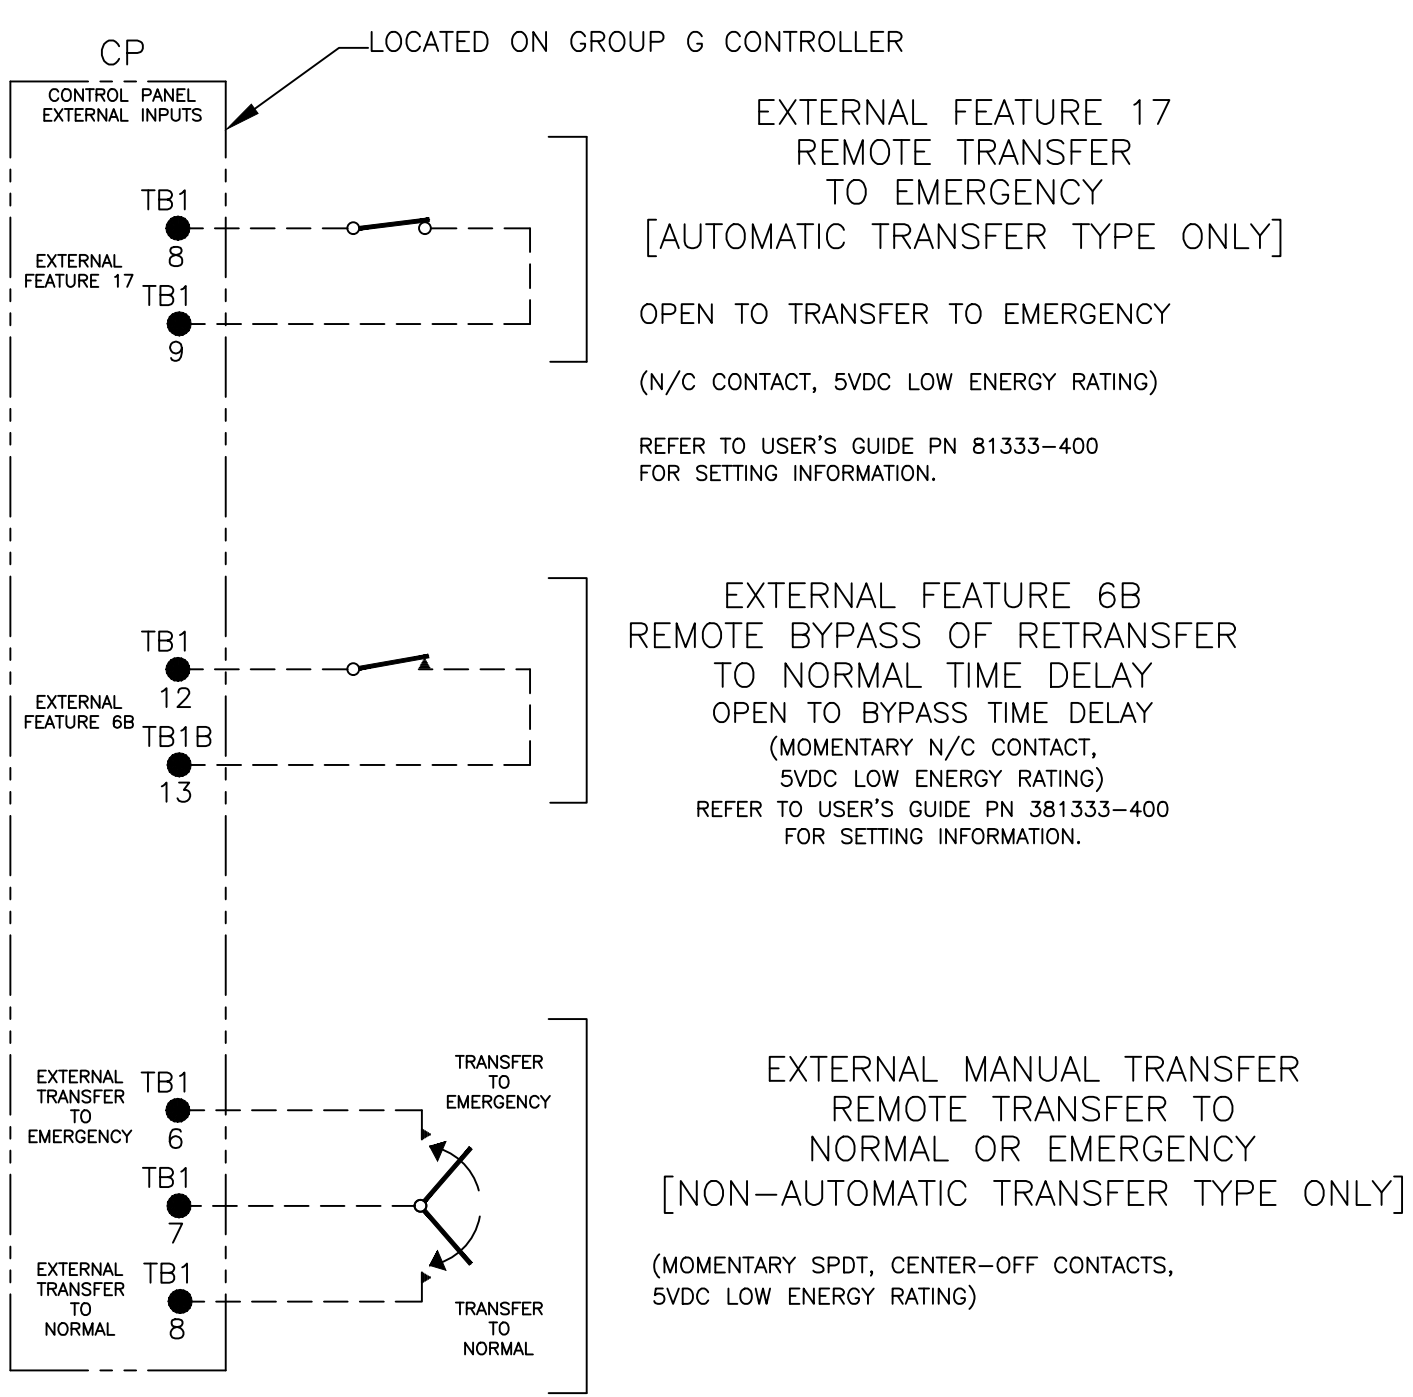 CP
LOCATED ON GROUP G CONTROLLER
CONTROL PANEL
EXTERNAL INPUTS
TB1
8
EXTERNAL
FEATURE 17
TB1
9
EXTERNAL FEATURE 17
REMOTE TRANSFER
TO EMERGENCY
[AUTOMATIC TRANSFER TYPE ONLY]
OPEN TO TRANSFER TO EMERGENCY
(N/C CONTACT, 5VDC LOW ENERGY RATING)
REFER TO USER'S GUIDE PN 81333-400
FOR SETTING INFORMATION.
TB1
12
EXTERNAL
FEATURE 6B
TB1B
13
EXTERNAL FEATURE 6B
REMOTE BYPASS OF RETRANSFER
TO NORMAL TIME DELAY
OPEN TO BYPASS TIME DELAY
(MOMENTARY N/C CONTACT,
5VDC LOW ENERGY RATING)
REFER TO USER'S GUIDE PN 381333-400
FOR SETTING INFORMATION.
EXTERNAL
TRANSFER
TO
EMERGENCY
TB1
6
TB1
7
EXTERNAL
TRANSFER
TO
NORMAL
TB1
8
TRANSFER
TO
EMERGENCY
TRANSFER
TO
NORMAL
EXTERNAL MANUAL TRANSFER
REMOTE TRANSFER TO
NORMAL OR EMERGENCY
[NON-AUTOMATIC TRANSFER TYPE ONLY]
(MOMENTARY SPDT, CENTER-OFF CONTACTS,
5VDC LOW ENERGY RATING)